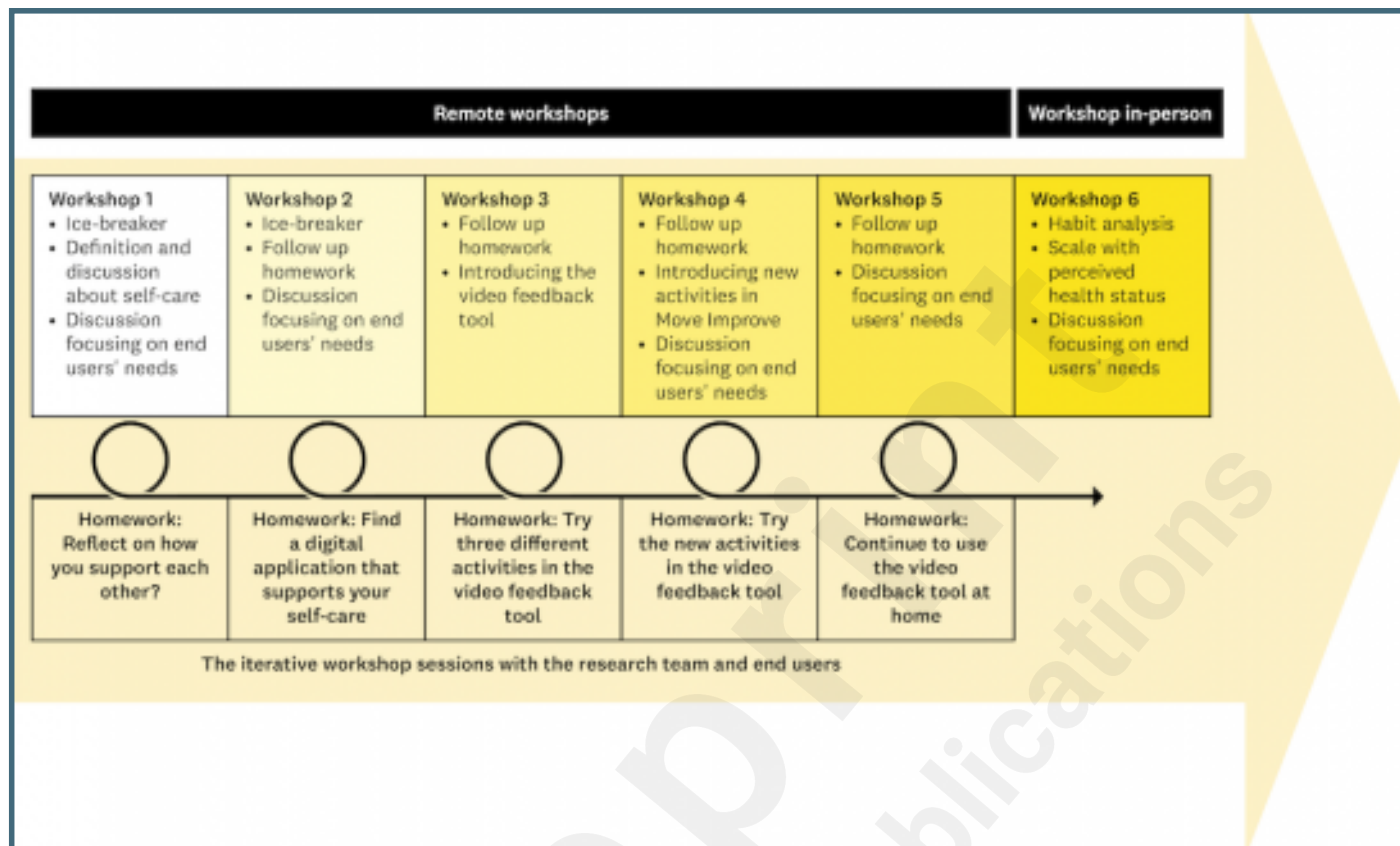 Remote workshops
Workshop in-person
Workshop 1
• Ice-breaker
• Definition and
discussion
about self-care
• Discussion
focusing on end
users' needs
Workshop 2
• Ice-breaker
• Follow up
homework
• Discussion
focusing on end
users' needs
Workshop 3
• Follow up
homework
• Introducing the
video feedback
tool
Workshop 4
• Follow up
homework
• Introducing new
activities in
Move Improve
• Discussion
focusing on end
users' needs
Workshop 5
• Follow up
homework
• Discussion
focusing on end
users' needs
Workshop 6
• Habit analysis
• Scale with
perceived
health status
• Discussion
focusing on end
users' needs
Homework:
Reflect on how
you support each
other?
Homework: Find
a digital
application that
supports your
self-care
Homework: Try
three different
activities in the
video feedback
tool
Homework: Try
the new activities
in the video
feedback tool
Homework:
Continue to use
the video
feedback tool at
home
The iterative workshop sessions with the research team and end users
print
blications